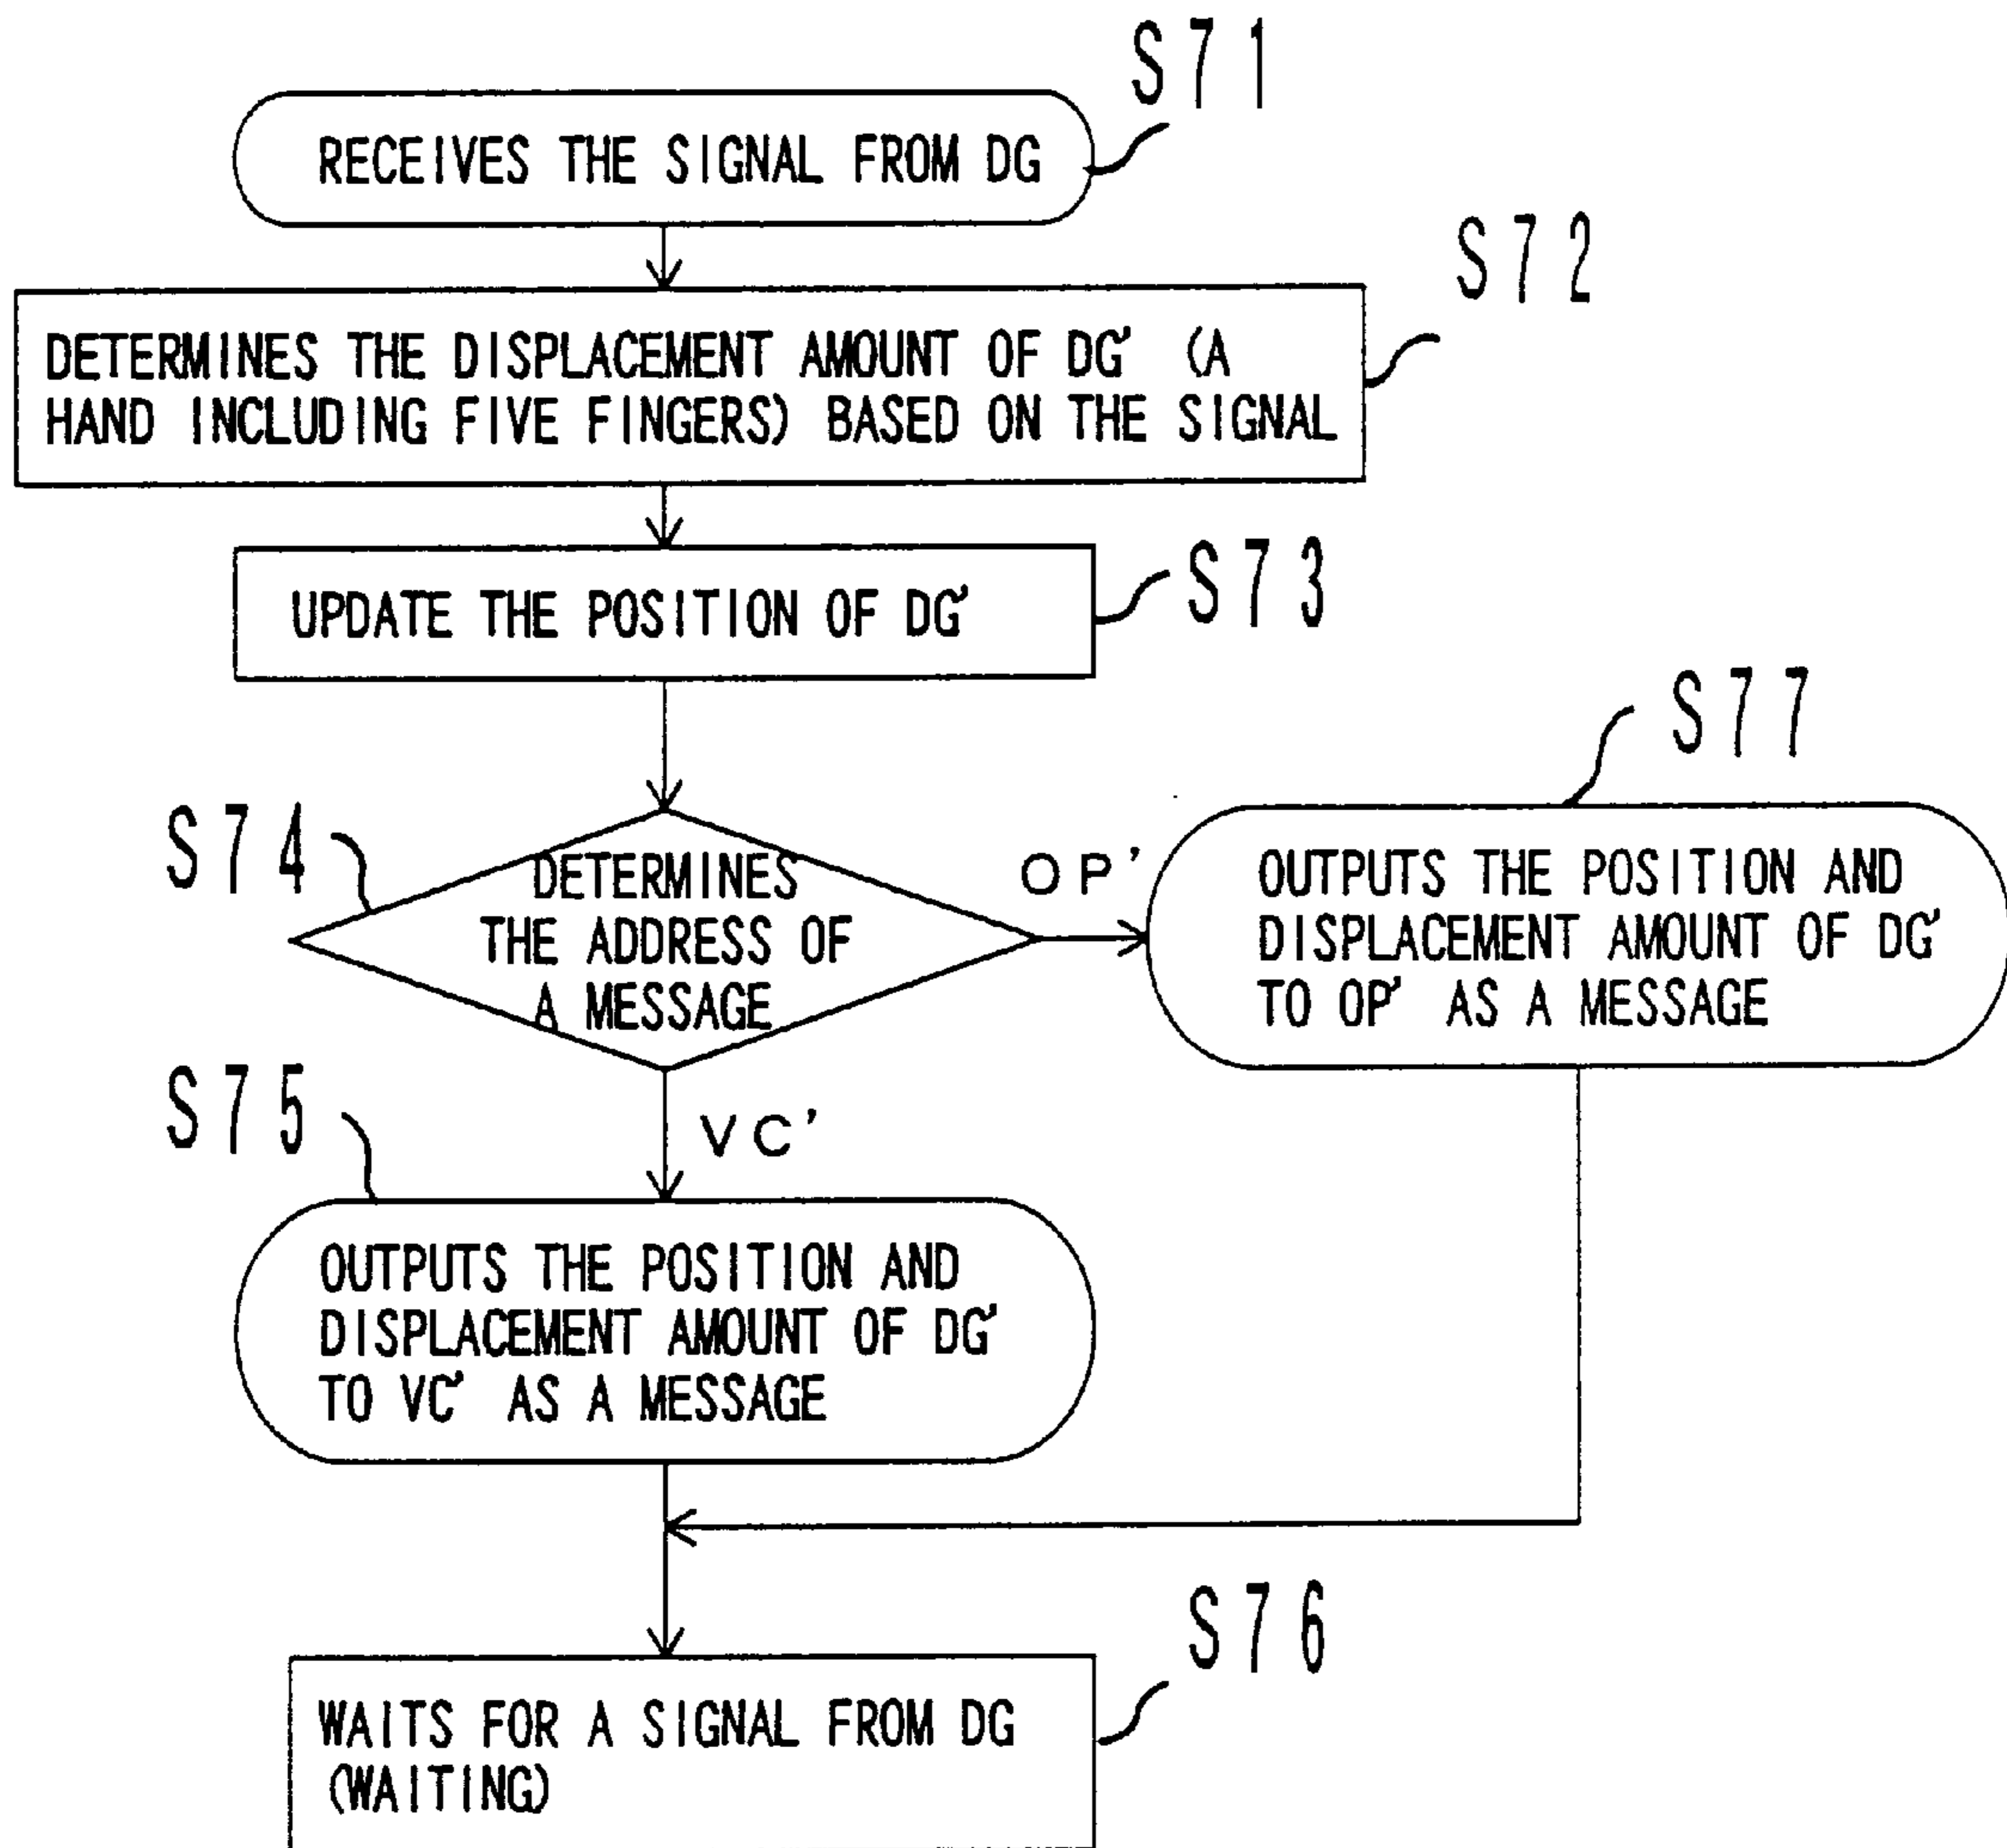 S71
RECEIVES THE SIGNAL FROM DG
S72
DETERMINES THE DISPLACEMENT AMOUNT OF DG' (A
HAND INCLUDING FIVE FINGERS) BASED ON THE SIGNAL
S73
UPDATE THE POSITION OF DG'
S74
DETERMINES
THE ADDRESS OF
A MESSAGE
OP'
S77
OUTPUTS THE POSITION AND
DISPLACEMENT AMOUNT OF DG'
TO OP' AS A MESSAGE
VC'
S75
OUTPUTS THE POSITION AND
DISPLACEMENT AMOUNT OF DG'
TO VC' AS A MESSAGE
S76
WAITS FOR A SIGNAL FROM DG
(WAITING)